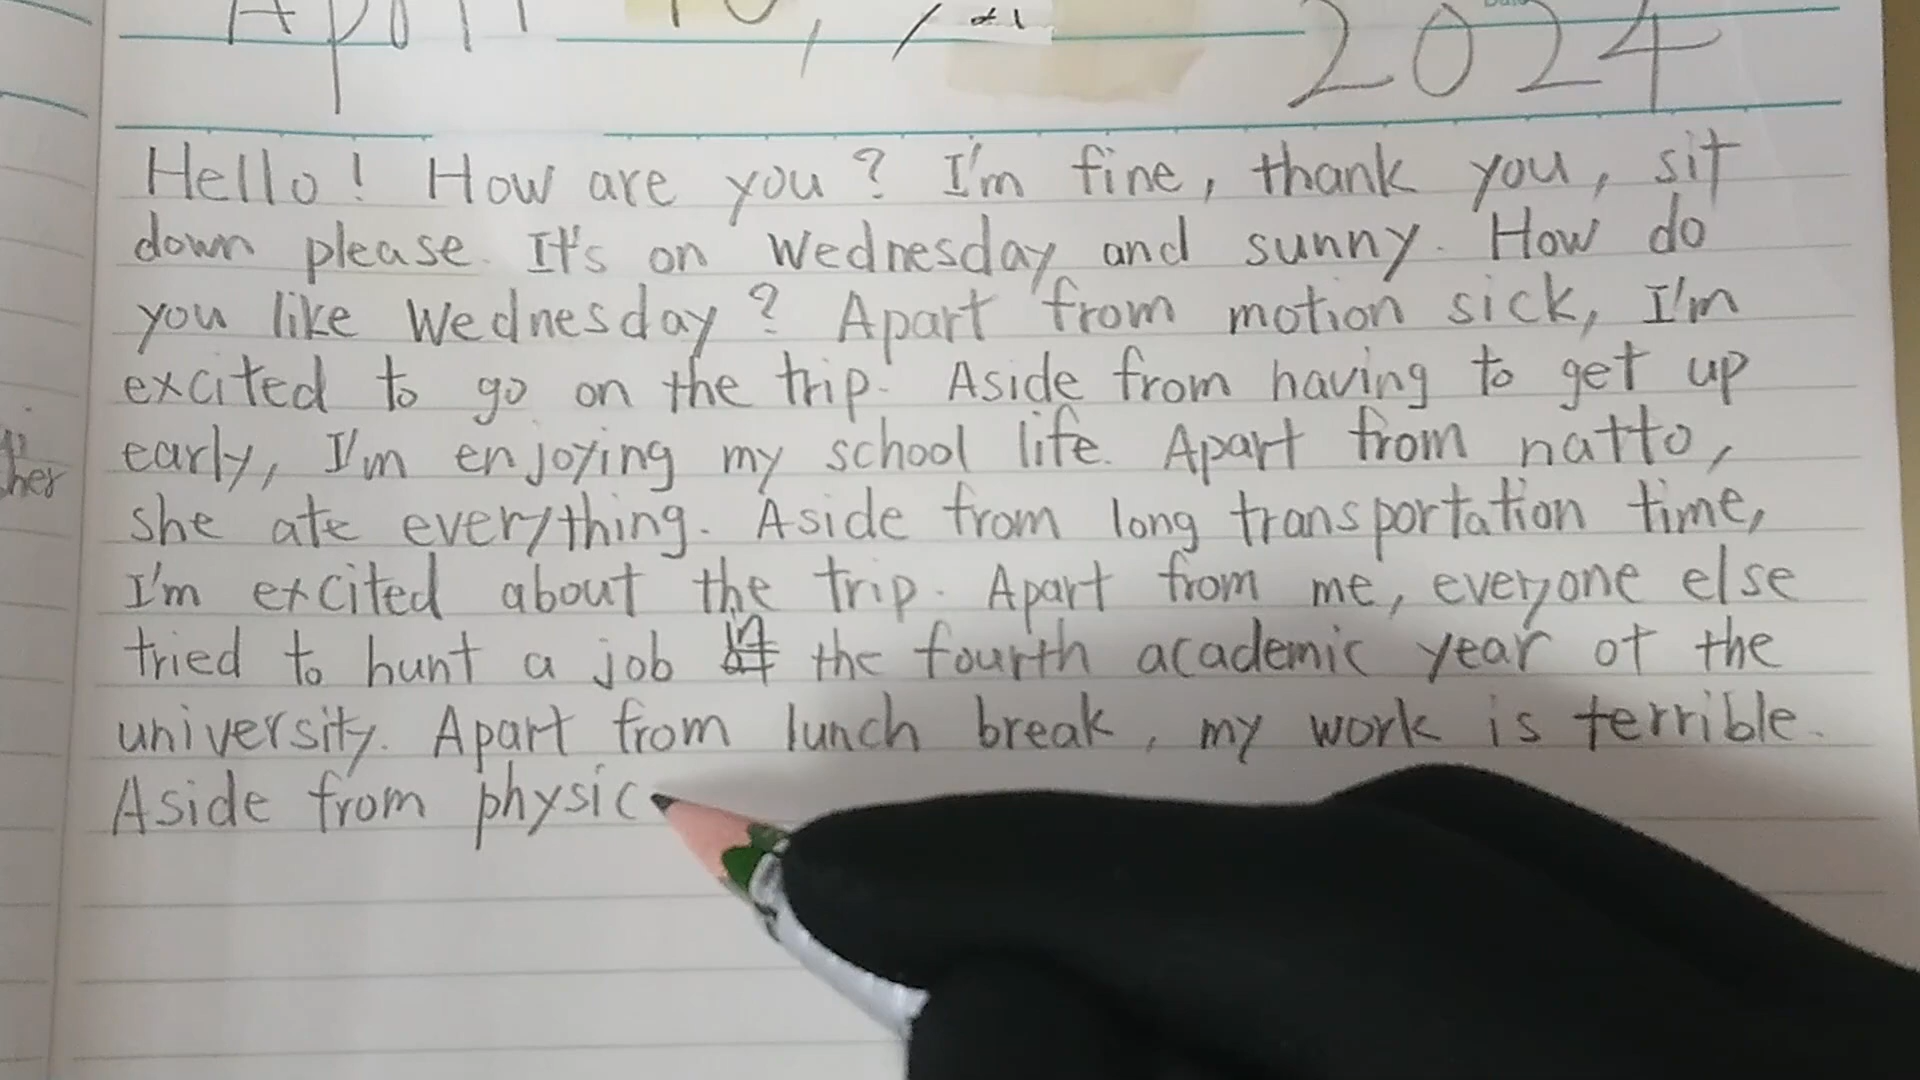 April 10, 2024
Hello! How are you? I'm fine, thank you, sit
down please. It's on Wednesday and sunny. How do
you like Wednesday? Apart from motion sick, I'm
excited to go on the trip. Aside from having to get up
early, I'm enjoying my school life. Apart from natto,
she ate everything. Aside from long transportation time,
I'm excited about the trip. Apart from me, everyone else
tried to hunt a job in the fourth academic year of the
university. Apart from lunch break, my work is terrible.
Aside from physic
her